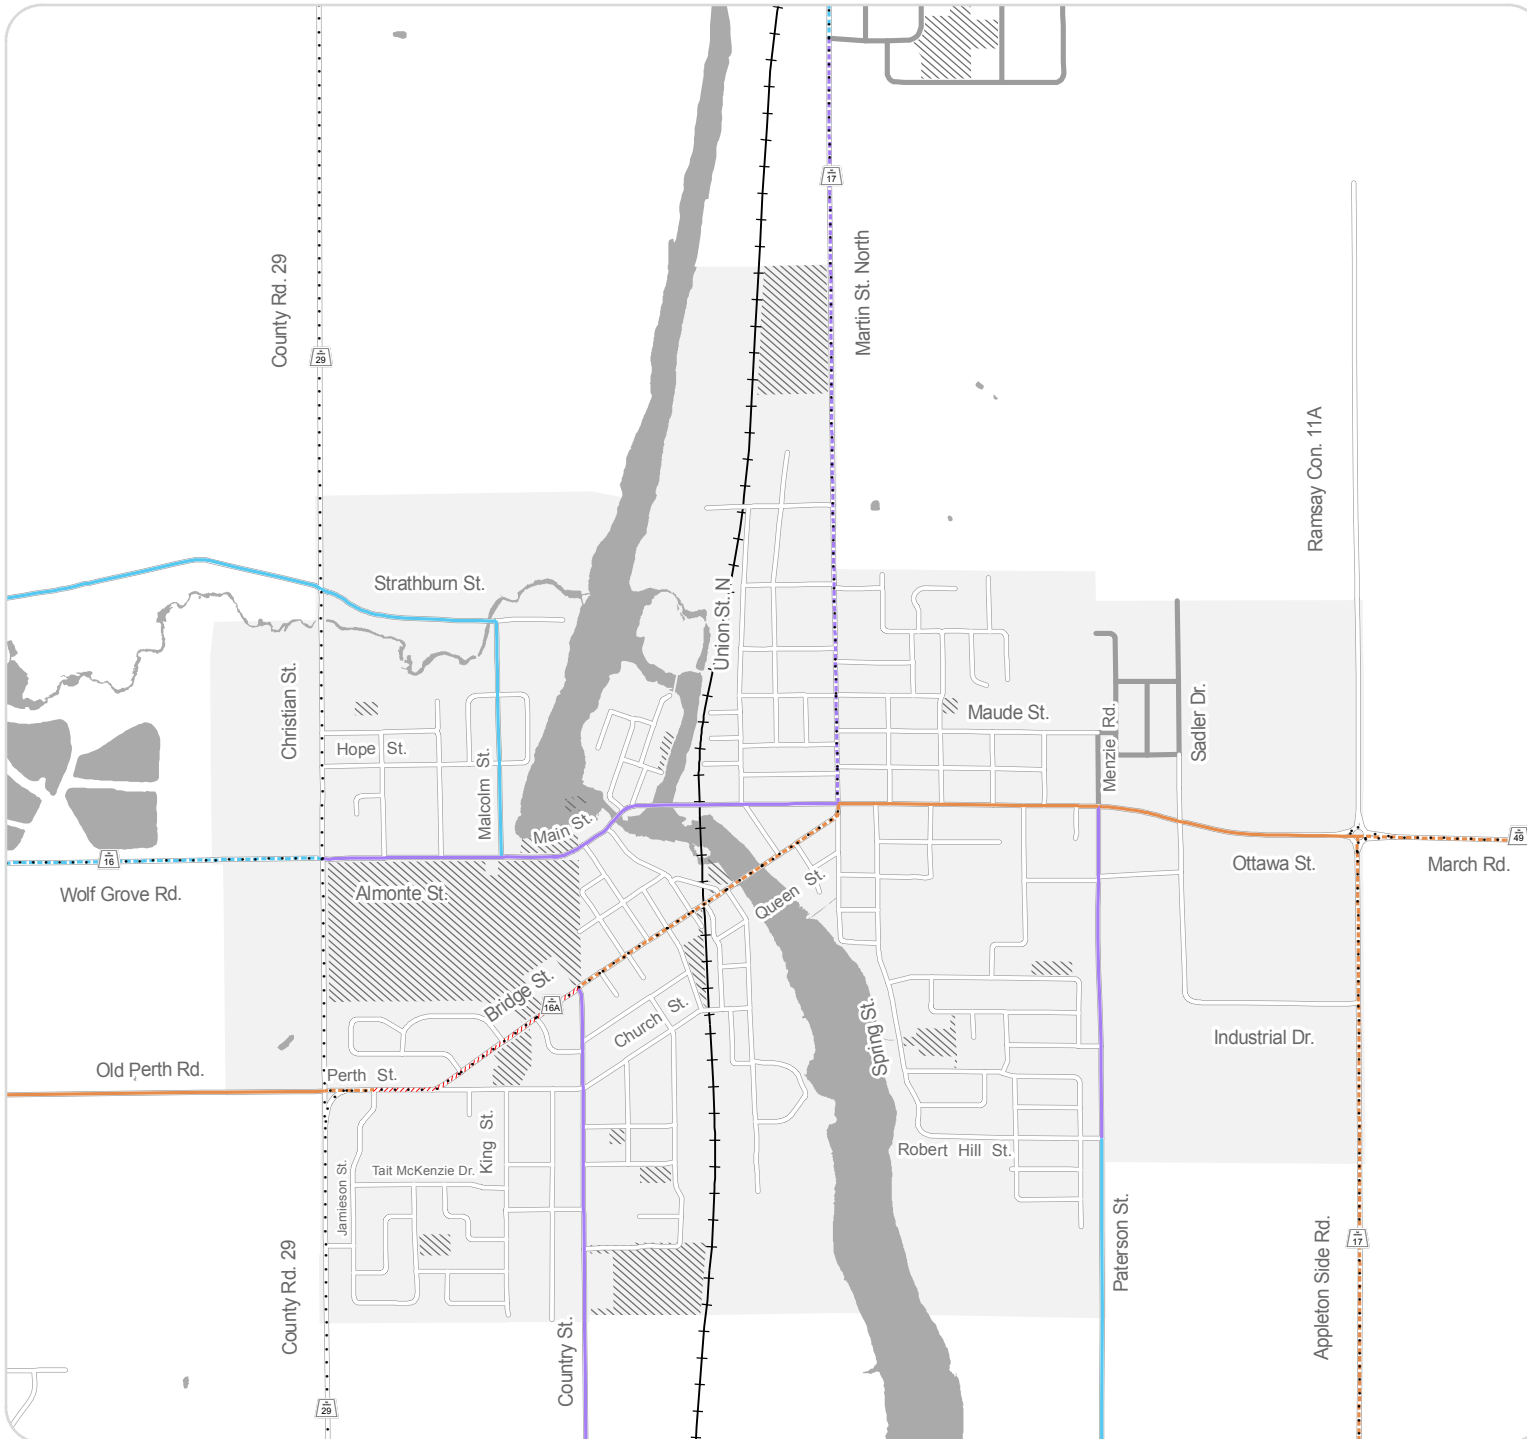 17
County Rd. 29
Martin St. North
29
Ramsay Con. 11A
Strathburn St.
Union St. N
Christian St.
Maude St.
Menzie Rd.
Sadler Dr.
Hope St.
Malcolm St.
Main St.
49
16
Wolf Grove Rd.
Almonte St.
Queen St.
Ottawa St.
March Rd.
Bridge St.
16A
Church St.
Spring St.
Industrial Dr.
Old Perth Rd.
Perth St.
King St.
Tait McKenzie Dr.
Jamieson St.
Robert Hill St.
Paterson St.
17
Appleton Side Rd.
County Rd. 29
Country St.
29